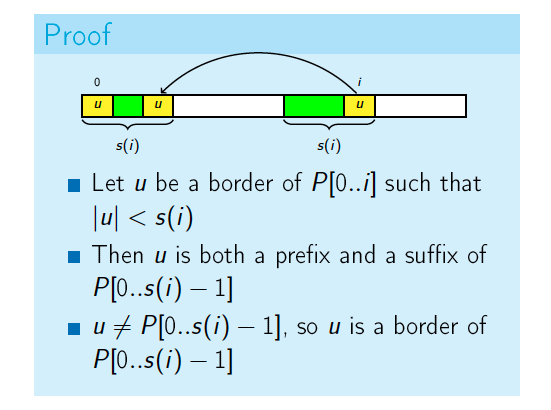 Proof
0 i
u u u
s(i) s(i)
Let u be a border of P[0..i] such that
|u| < s(i)
Then u is both a prefix and a suffix of
P[0..s(i) − 1]
u ≠ P[0..s(i) − 1], so u is a border of
P[0..s(i) − 1]